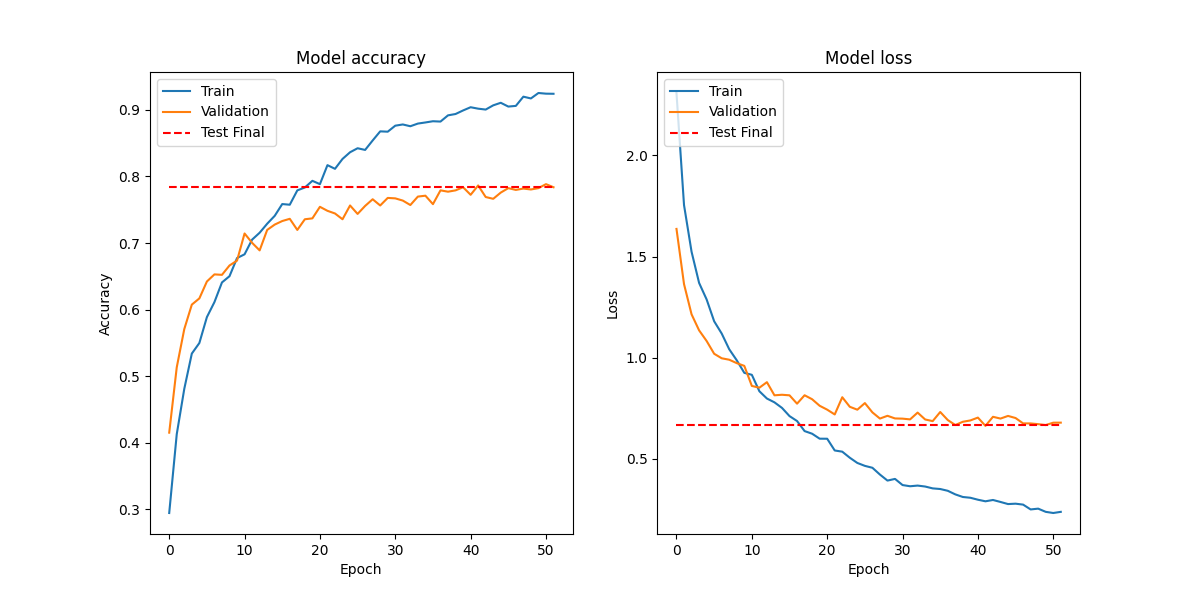 Model accuracy
Train
Validation
Test Final
Accuracy
0.9
0.8
0.7
0.6
0.5
0.4
0.3
0 10 20 30 40 50
Epoch
Model loss
Train
Validation
Test Final
Loss
2.0
1.5
1.0
0.5
0 10 20 30 40 50
Epoch